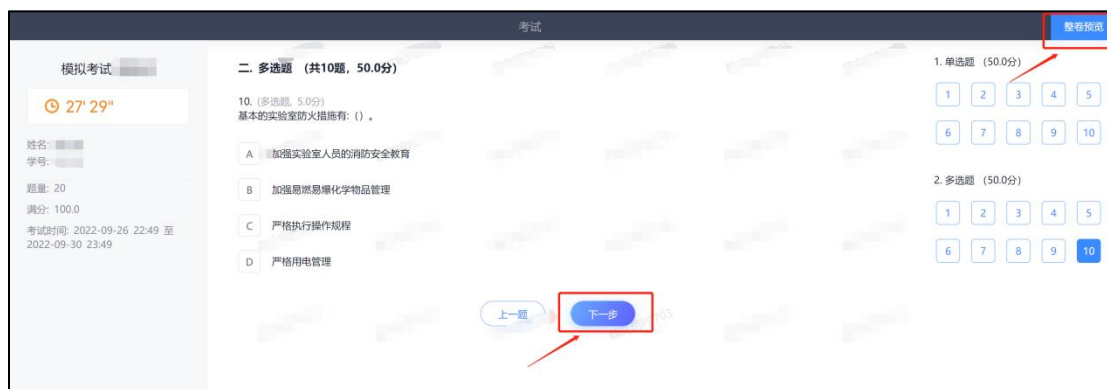 考试
整卷预览
模拟考试
27' 29"
姓名:
学号:
题量: 20
满分: 100.0
考试时间: 2022-09-26 22:49 至
2022-09-30 23:49
二. 多选题 (共10题, 50.0分)
10. (多选题, 5.0分)
基本的实验室防火措施有: ( ) 。
A 加强实验室人员的消防安全教育
B 加强易燃易爆化学物品管理
C 严格执行操作规程
D 严格用电管理
上一题 下一步
1. 单选题 (50.0分)
1 2 3 4 5
6 7 8 9 10
2. 多选题 (50.0分)
1 2 3 4 5
6 7 8 9 10